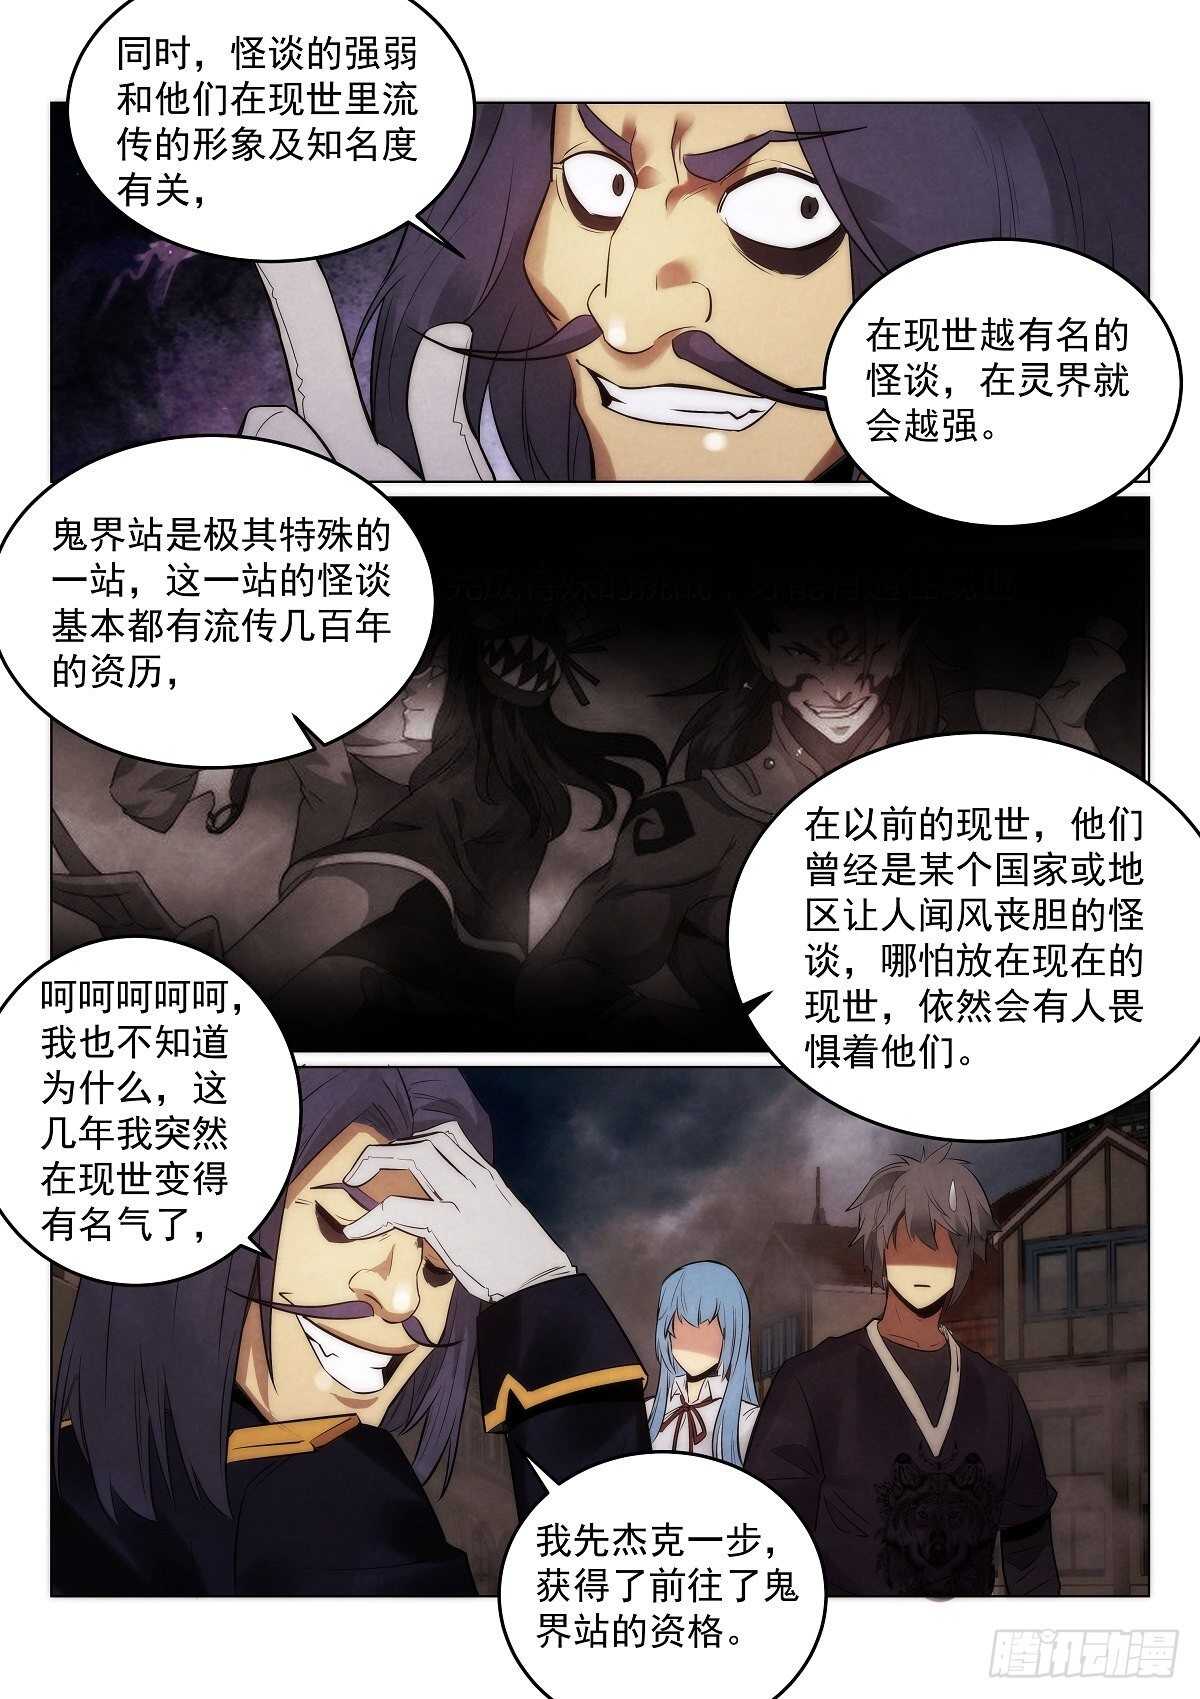 同时，怪谈的强弱
和他们在现世里流
传的形象及知名度
有关，
在现世越有名的
怪谈，在灵界就
会越强。
鬼界站是极其特殊的
一站，这一站的怪谈
基本都有流传几百年
的资历，
在以前的现世，他们
曾经是某个国家或地
区让人闻风丧胆的怪
谈，哪怕放在现在的
现世，依然会有人畏
惧着他们。
呵呵呵呵呵，
我也不知道
为什么，这
几年我突然
在现世变得
有名气了，
我先杰克一步，
获得了前往了鬼
界站的资格。
腾讯动漫